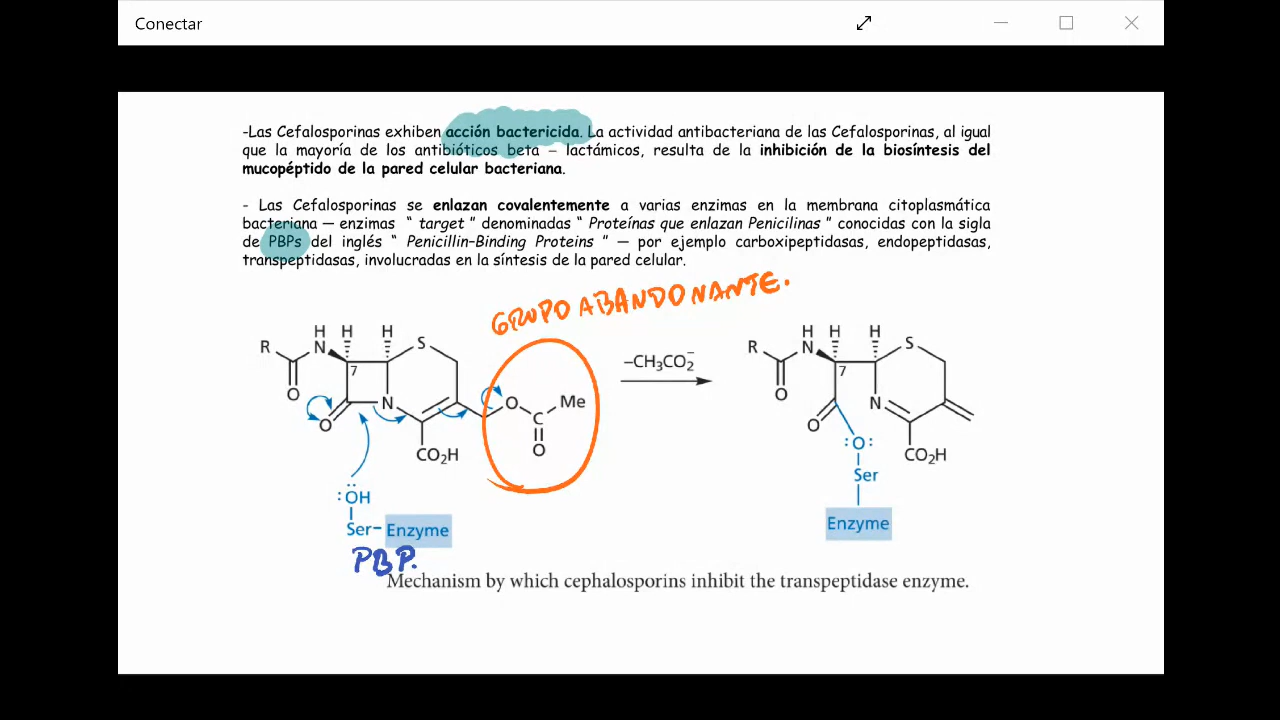 Conectar
-Las Cefalosporinas exhiben acción bactericida. La actividad antibacteriana de las Cefalosporinas, al igual
que la mayoría de los antibióticos beta – lactámicos, resulta de la inhibición de la biosíntesis del
mucopéptido de la pared celular bacteriana.
- Las Cefalosporinas se enlazan covalentemente a varias enzimas en la membrana citoplasmática
bacteriana — enzimas “ target ” denominadas “ Proteínas que enlazan Penicilinas ” conocidas con la sigla
de PBPs del inglés “ Penicillin-Binding Proteins ” — por ejemplo carboxipeptidasas, endopeptidasas,
transpeptidasas, involucradas en la síntesis de la pared celular.
GRUPO ABANDONANTE.
H H H
R N S
7
O N
O
O C Me
O
CO₂H
:ÖH
Ser– Enzyme
PBP.
–CH₃CO₂⁻
H H H
R N S
7
O N
O
:O:
CO₂H
Ser
Enzyme
Mechanism by which cephalosporins inhibit the transpeptidase enzyme.